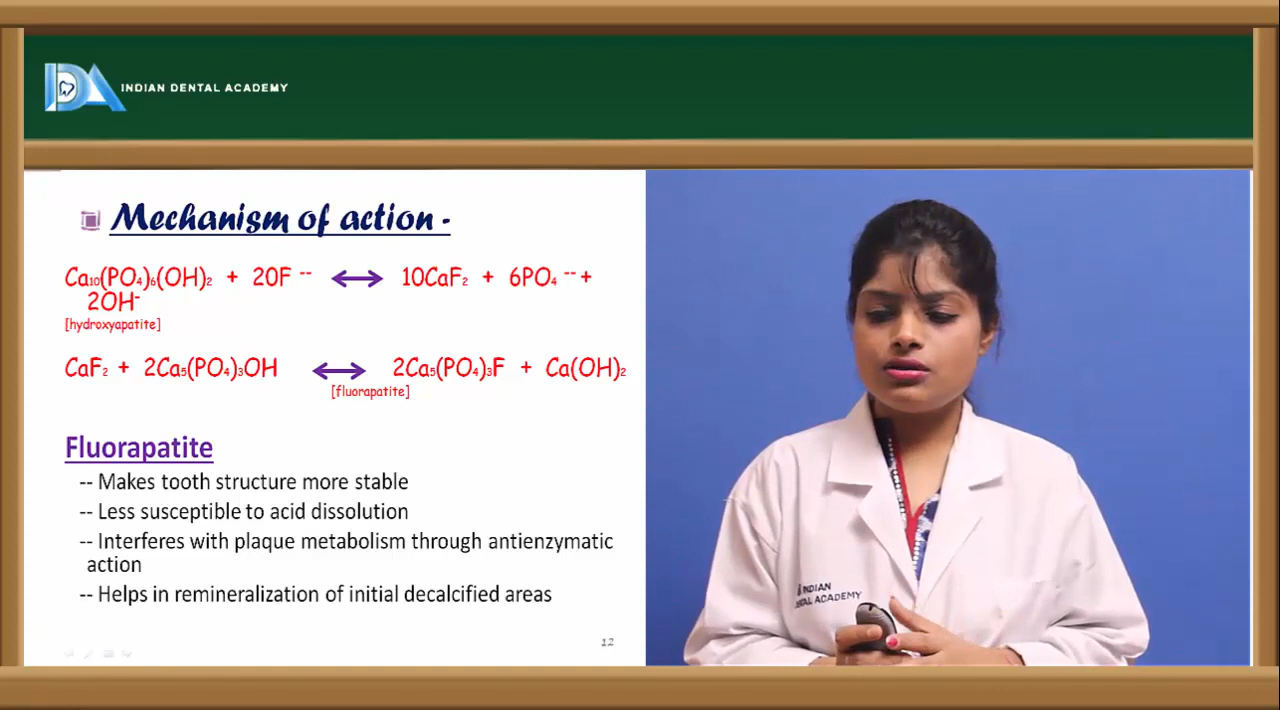 INDIAN DENTAL ACADEMY
Mechanism of action -
Ca₁₀(PO₄)₆(OH)₂ + 20F ⁻⁻ ↔ 10CaF₂ + 6PO₄ ⁻⁻ +
2OH⁻
[hydroxyapatite]
CaF₂ + 2Ca₅(PO₄)₃OH ↔ 2Ca₅(PO₄)₃F + Ca(OH)₂
[fluorapatite]
Fluorapatite
-- Makes tooth structure more stable
-- Less susceptible to acid dissolution
-- Interferes with plaque metabolism through antienzymatic
action
-- Helps in remineralization of initial decalcified areas
12
INDIAN
DENTAL ACADEMY